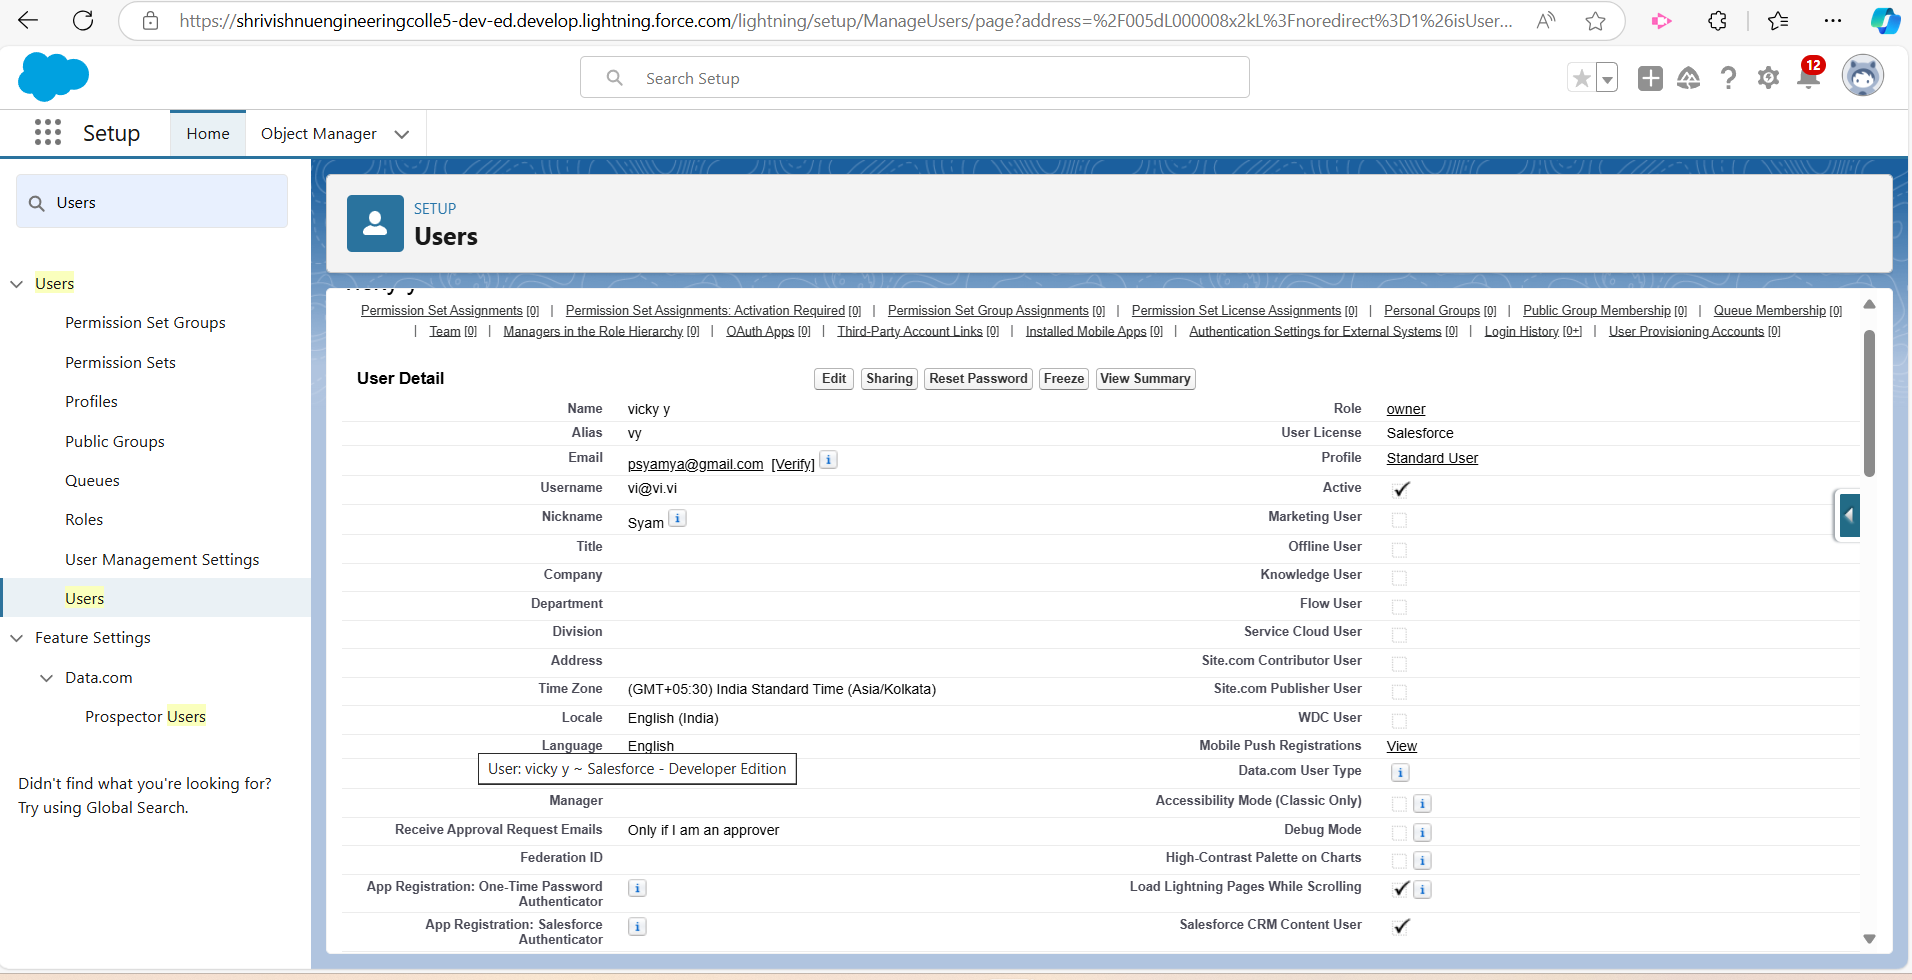 https://shrivishnuengineeringcolle5-dev-ed.develop.lightning.force.com/lightning/setup/ManageUsers/page?address=%2F005dL000008x2kL%3Fnoredirect%3D1%26isUser...
Search Setup
12
Setup
Home
Object Manager
Users
SETUP
Users
Users
Permission Set Groups
Permission Sets
Profiles
Public Groups
Queues
Roles
User Management Settings
Users
Feature Settings
Data.com
Prospector Users
Didn't find what you're looking for?
Try using Global Search.
Permission Set Assignments [0] | Permission Set Assignments: Activation Required [0] | Permission Set Group Assignments [0] | Permission Set License Assignments [0] | Personal Groups [0] | Public Group Membership [0] | Queue Membership [0]
| Team [0] | Managers in the Role Hierarchy [0] | OAuth Apps [0] | Third-Party Account Links [0] | Installed Mobile Apps [0] | Authentication Settings for External Systems [0] | Login History [0+] | User Provisioning Accounts [0]
User Detail Edit Sharing Reset Password Freeze View Summary
Name vicky y Role owner
Alias vy User License Salesforce
Email psyamya@gmail.com [Verify] i Profile Standard User
Username vi@vi.vi Active
Nickname Syam i Marketing User
Title Offline User
Company Knowledge User
Department Flow User
Division Service Cloud User
Address Site.com Contributor User
Time Zone (GMT+05:30) India Standard Time (Asia/Kolkata) Site.com Publisher User
Locale English (India) WDC User
Language English Mobile Push Registrations View
User: vicky y ~ Salesforce - Developer Edition Data.com User Type i
Manager Accessibility Mode (Classic Only) i
Receive Approval Request Emails Only if I am an approver Debug Mode i
Federation ID High-Contrast Palette on Charts i
App Registration: One-Time Password Authenticator i Load Lightning Pages While Scrolling i
App Registration: Salesforce Authenticator i Salesforce CRM Content User